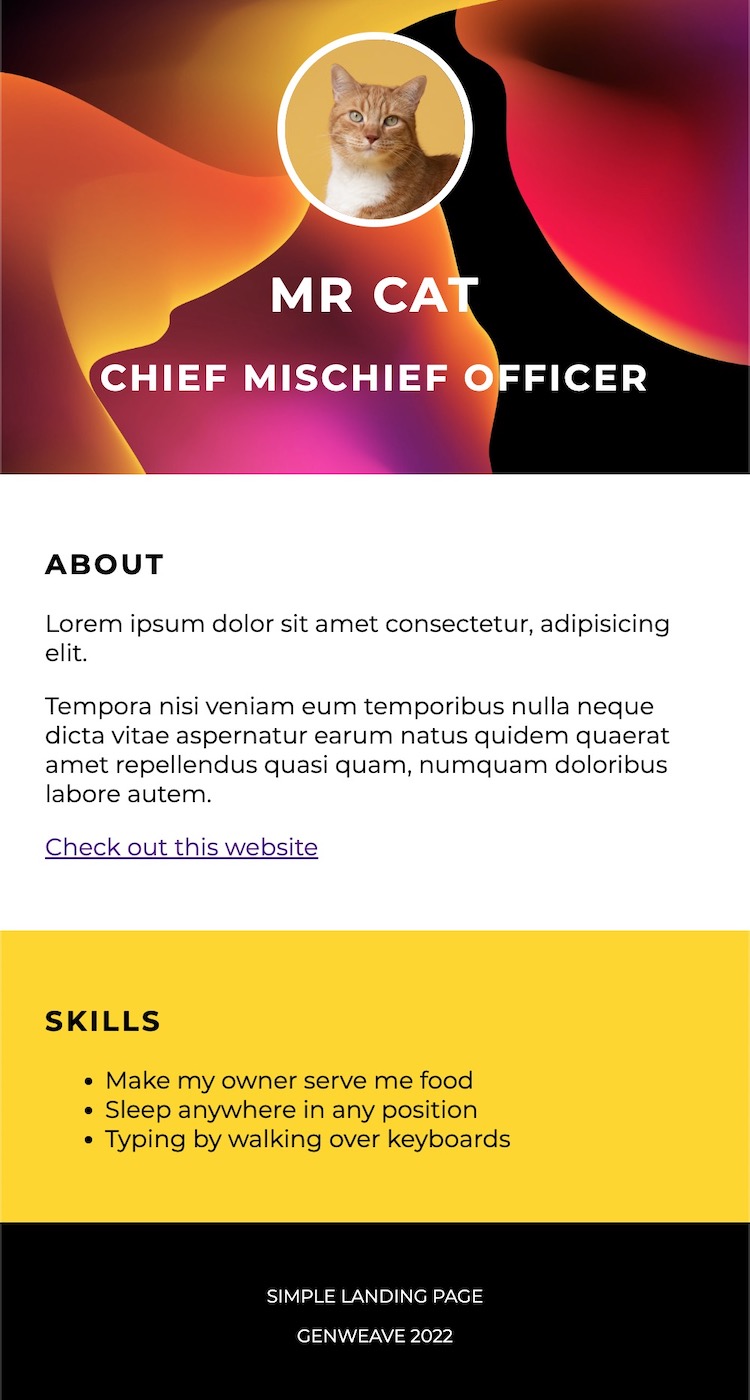 MR CAT
CHIEF MISCHIEF OFFICER
ABOUT
Lorem ipsum dolor sit amet consectetur, adipisicing
elit.
Tempora nisi veniam eum temporibus nulla neque
dicta vitae aspernatur earum natus quidem quaerat
amet repellendus quasi quam, numquam doloribus
labore autem.
Check out this website
SKILLS
• Make my owner serve me food
• Sleep anywhere in any position
• Typing by walking over keyboards
SIMPLE LANDING PAGE
GENWEAVE 2022